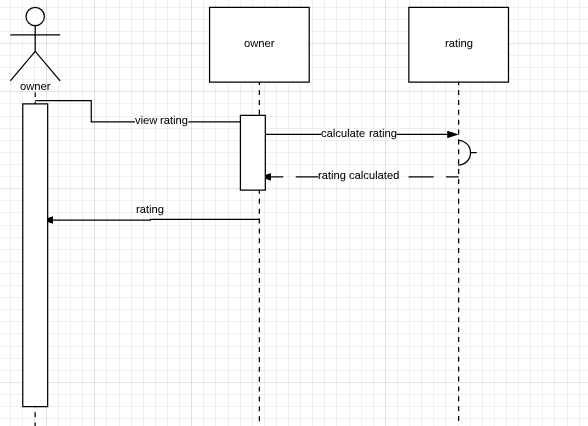 owner
owner
rating
view rating
calculate rating
rating calculated
rating